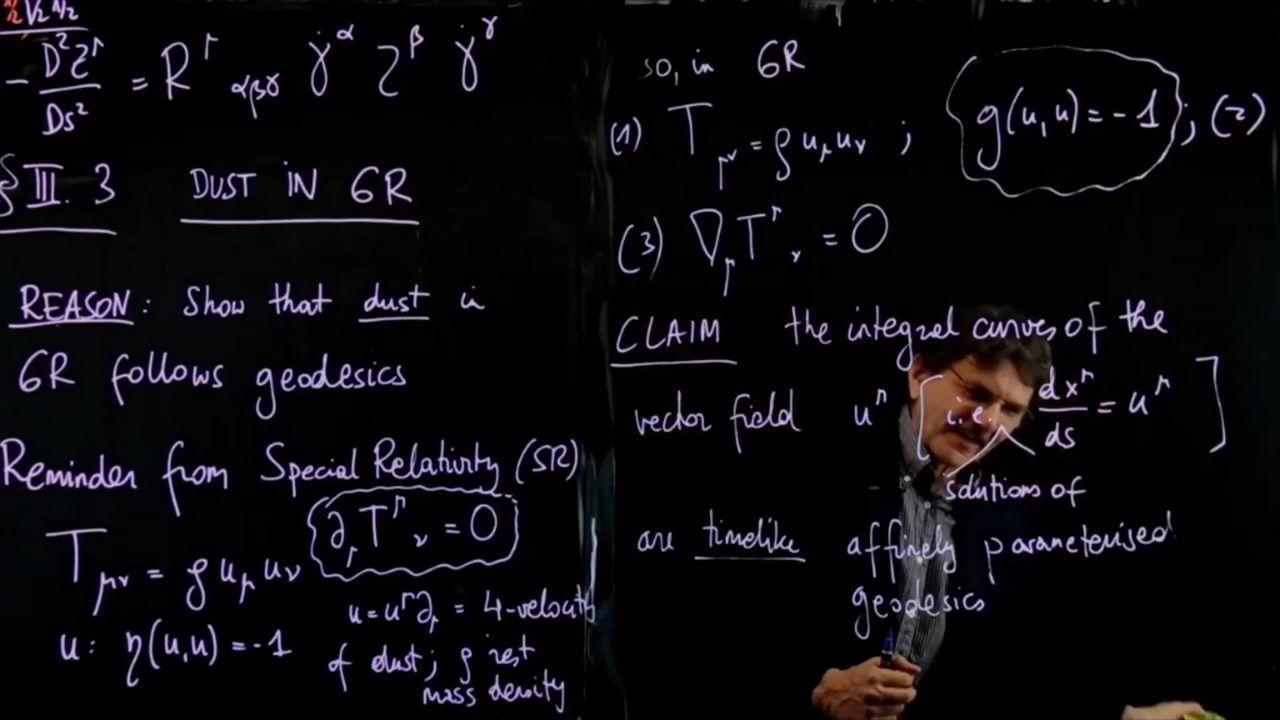 -D²Z^μ/Ds² = R^μ_αβγ γ̇^α Z^β γ̇^γ
§ III. 3 DUST IN GR
REASON: Show that dust in
GR follows geodesics
Reminder from Special Relativity (SR)
T_μν = ρ u_μ u_ν ∂_μ T^μ_ν = 0
u: η(u,u) = -1 u = u^μ ∂_μ = 4-velocity
of dust; ρ rest
mass density
so, in GR
(1) T_μν = ρ u_μ u_ν ; g(u,u) = -1 ; (2)
(3) ∇_μ T^μ_ν = 0
CLAIM the integral curves of the
vector field u^μ [i.e. dx^μ/ds = u^μ]
solutions of
are timelike affinely parameterised
geodesics